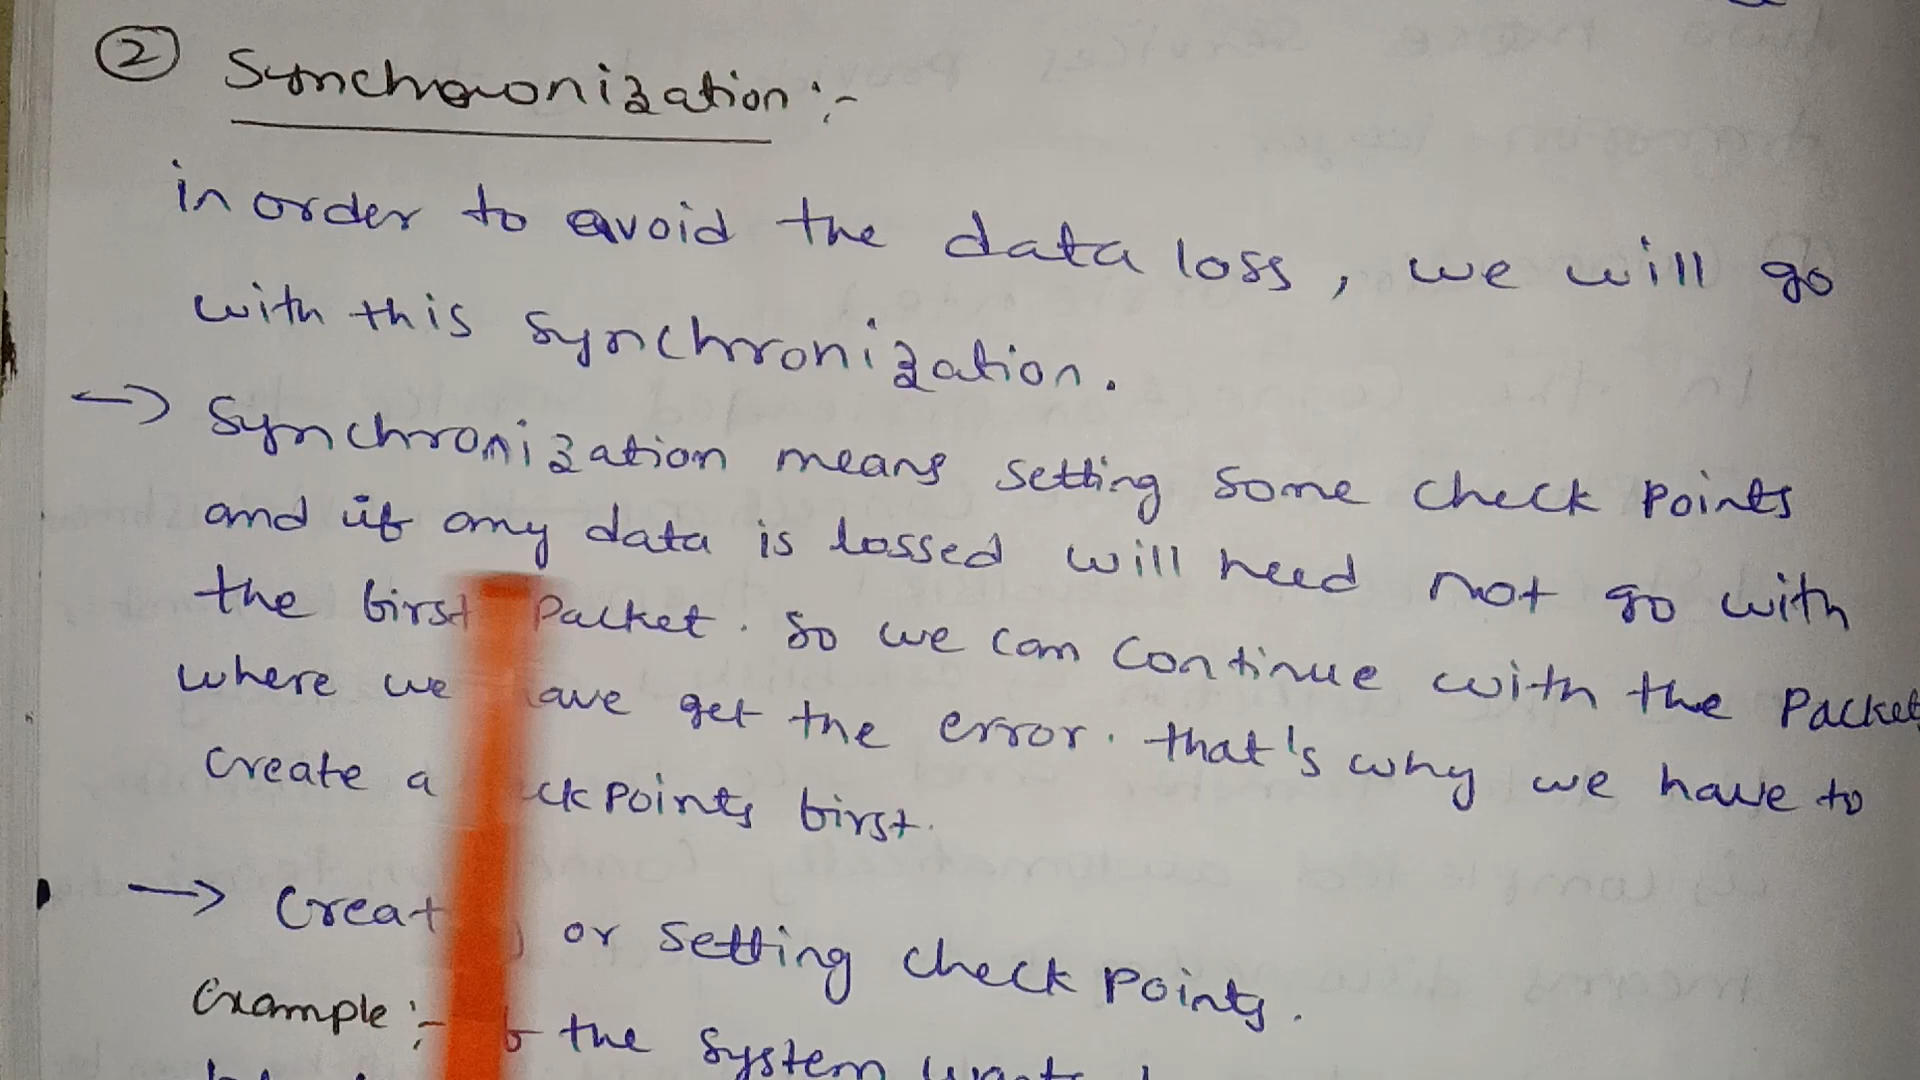 ② Synchronization :-
in order to avoid the data loss, we will go
with this synchronization.
→ Synchronization means setting some check points
and if any data is lossed will need not go with
the first Packet. So we can continue with the Packet
where we ave get the error. that's why we have to
create a ckpoints first.
→ Creat or setting check points.
Example :- the system